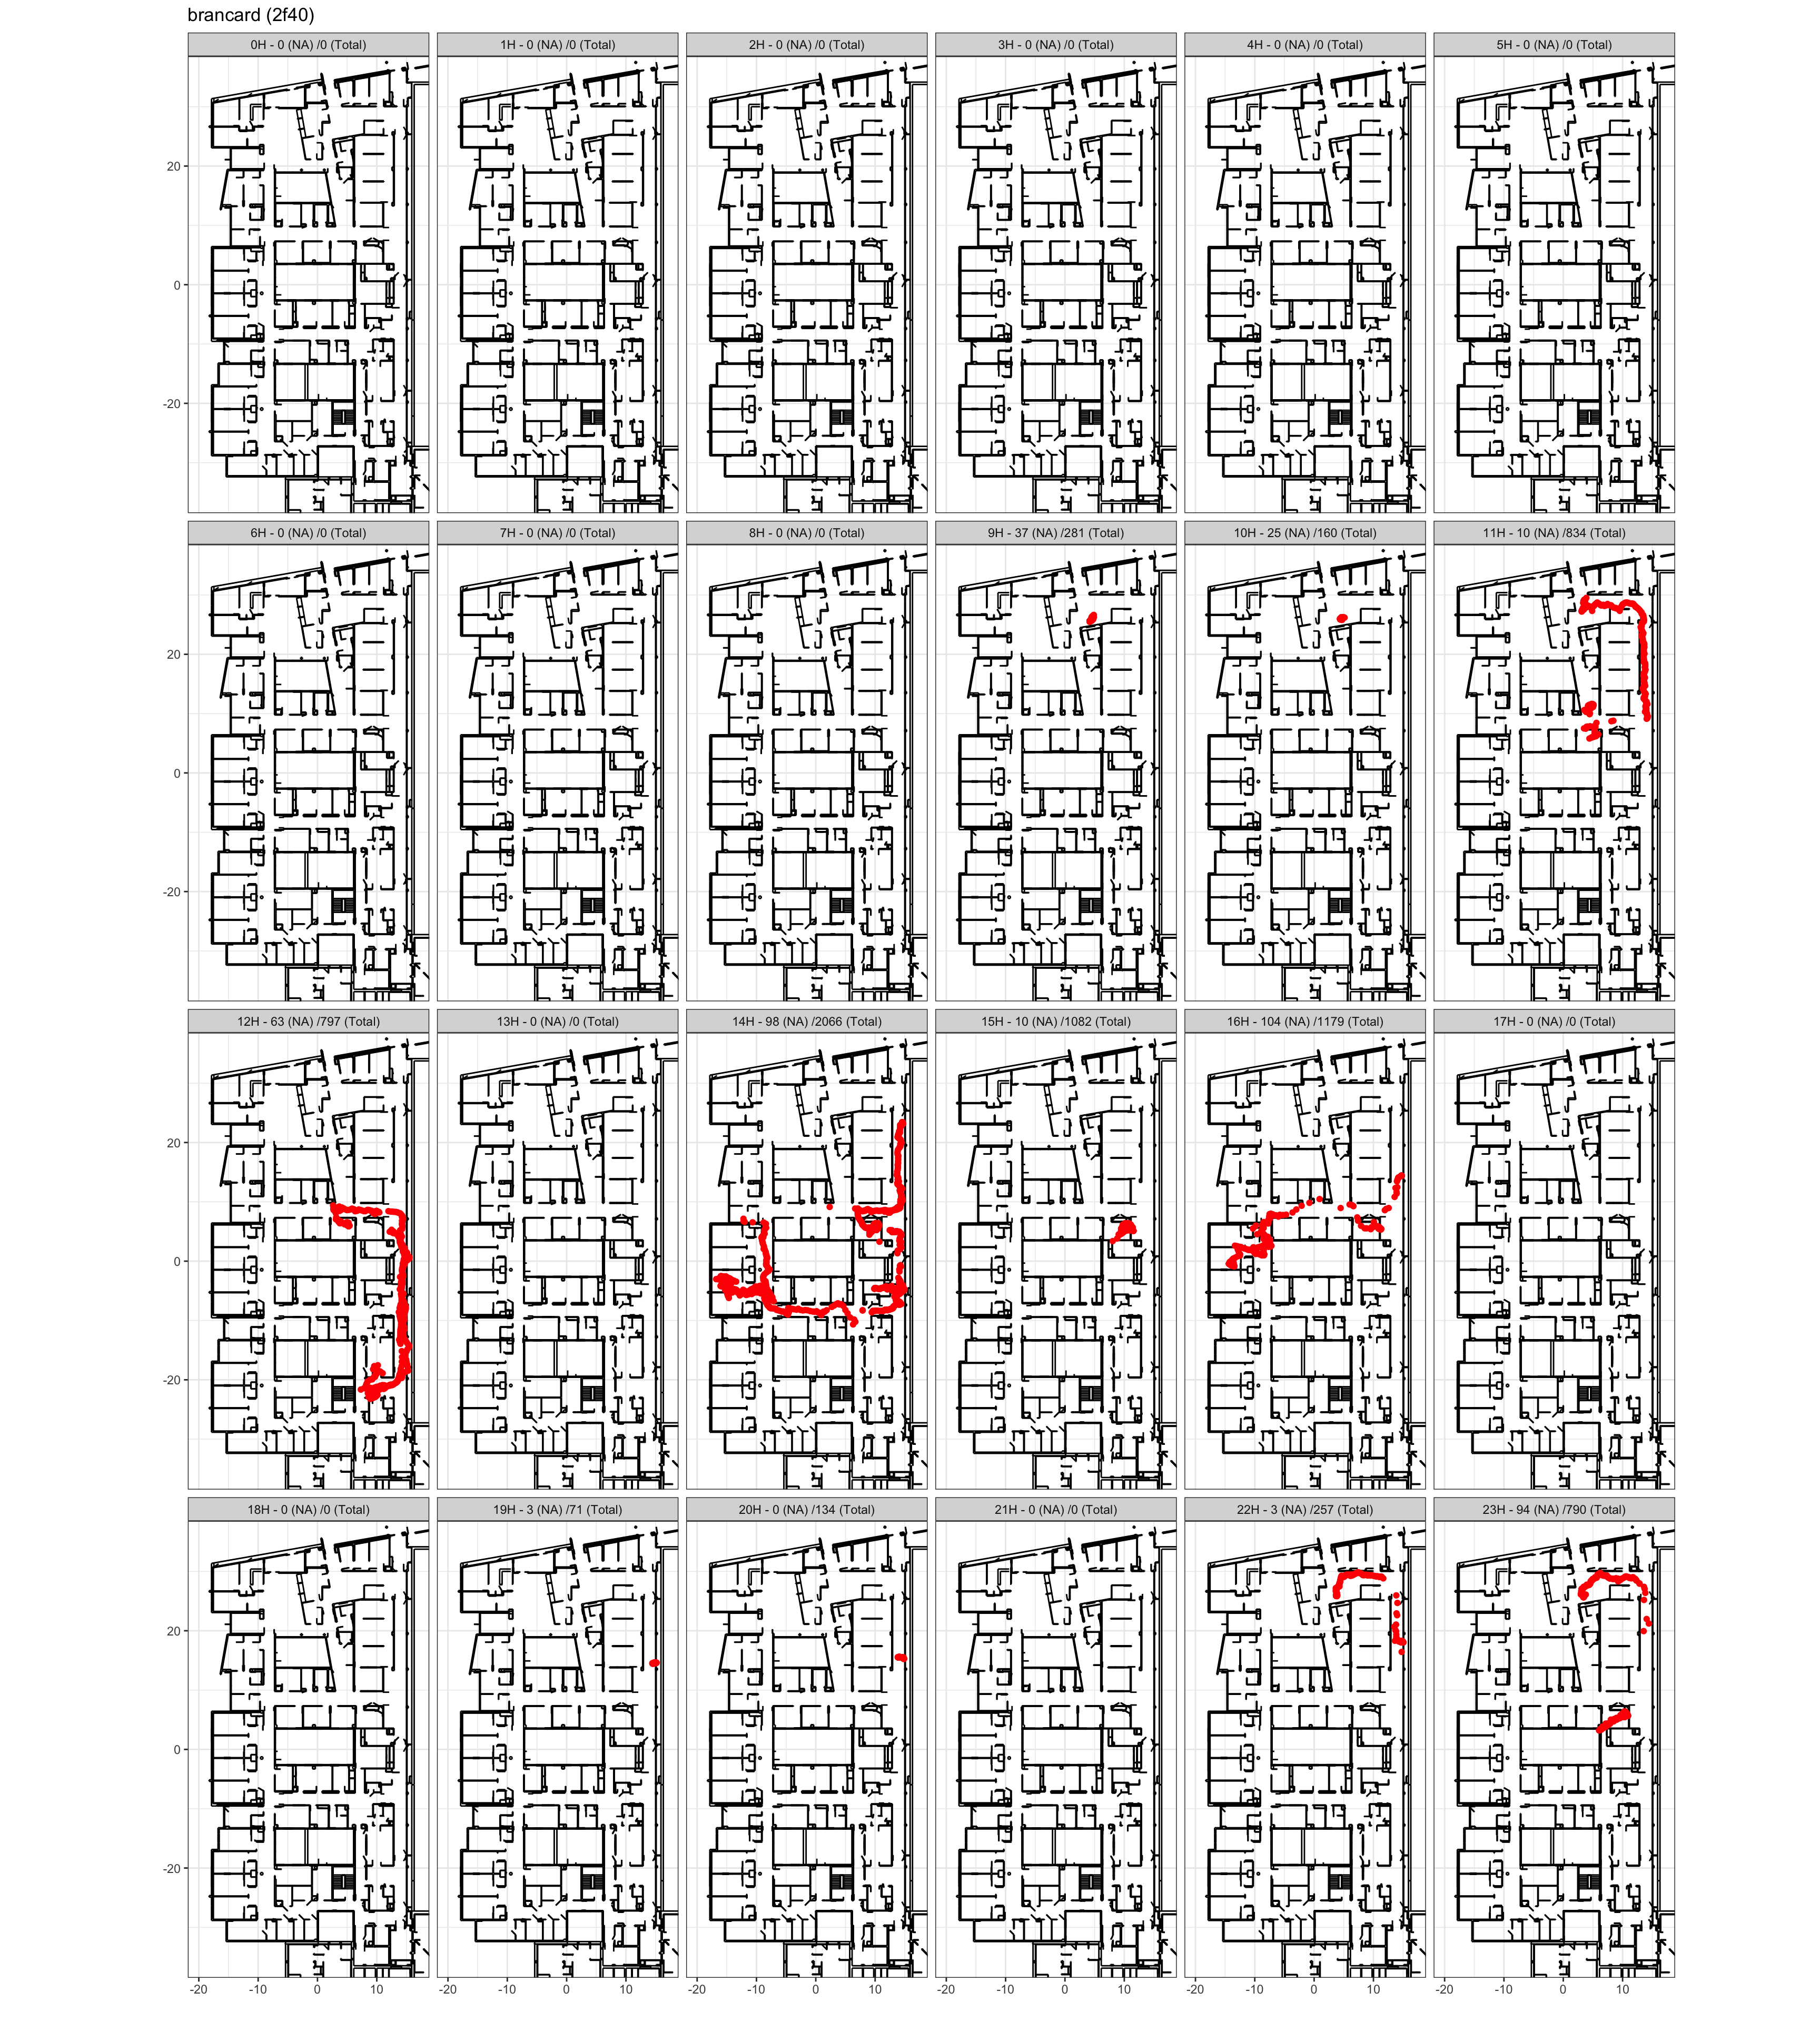 brancard (2f40)
0H - 0 (NA) /0 (Total) 1H - 0 (NA) /0 (Total) 2H - 0 (NA) /0 (Total) 3H - 0 (NA) /0 (Total) 4H - 0 (NA) /0 (Total) 5H - 0 (NA) /0 (Total)
20
0
-20
6H - 0 (NA) /0 (Total) 7H - 0 (NA) /0 (Total) 8H - 0 (NA) /0 (Total) 9H - 37 (NA) /281 (Total) 10H - 25 (NA) /160 (Total) 11H - 10 (NA) /834 (Total)
20
0
-20
12H - 63 (NA) /797 (Total) 13H - 0 (NA) /0 (Total) 14H - 98 (NA) /2066 (Total) 15H - 10 (NA) /1082 (Total) 16H - 104 (NA) /1179 (Total) 17H - 0 (NA) /0 (Total)
20
0
-20
18H - 0 (NA) /0 (Total) 19H - 3 (NA) /71 (Total) 20H - 0 (NA) /134 (Total) 21H - 0 (NA) /0 (Total) 22H - 3 (NA) /257 (Total) 23H - 94 (NA) /790 (Total)
20
0
-20
-20 -10 0 10 -20 -10 0 10 -20 -10 0 10 -20 -10 0 10 -20 -10 0 10 -20 -10 0 10